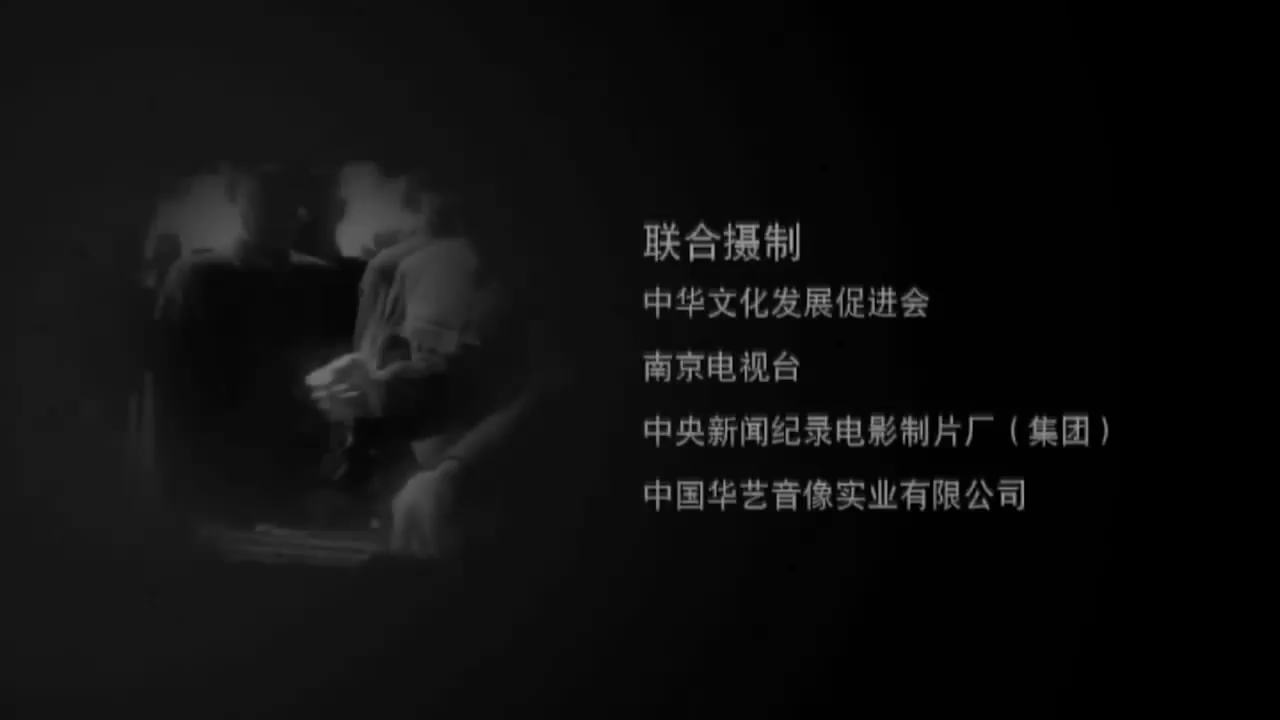 联合摄制
中华文化发展促进会
南京电视台
中央新闻纪录电影制片厂（集团）
中国华艺音像实业有限公司